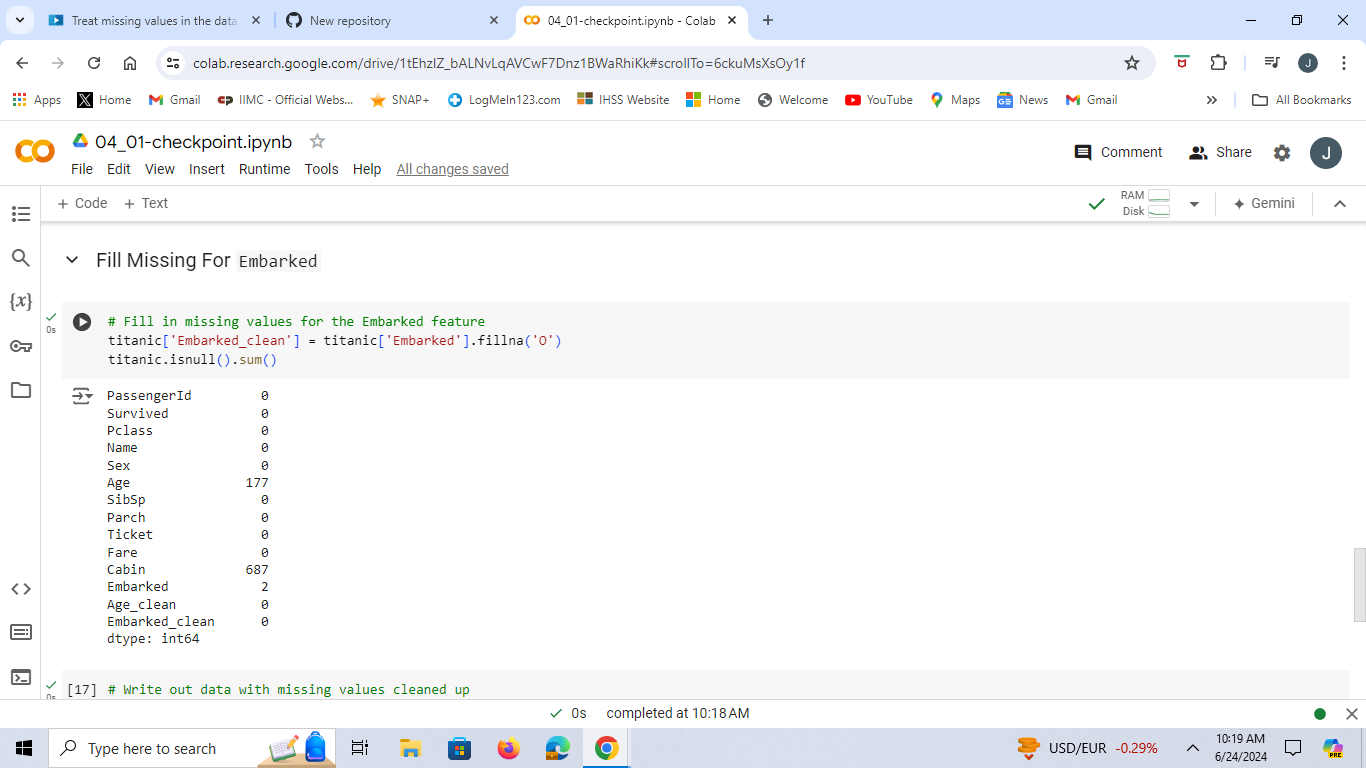 Treat missing values in the data
New repository
04_01-checkpoint.ipynb - Colab
colab.research.google.com/drive/1tEhzlZ_bALNvLqAVCwF7Dnz1BWaRhiKk#scrollTo=6ckuMsXsOy1f
J
Apps
Home
Gmail
IIMC - Official Webs...
SNAP+
LogMeIn123.com
IHSS Website
Home
Welcome
YouTube
Maps
News
Gmail
All Bookmarks
04_01-checkpoint.ipynb
File Edit View Insert Runtime Tools Help All changes saved
Comment
Share
J
+ Code + Text
RAM
Disk
Gemini
Fill Missing For Embarked
0s
# Fill in missing values for the Embarked feature
titanic['Embarked_clean'] = titanic['Embarked'].fillna('O')
titanic.isnull().sum()
PassengerId 0
Survived 0
Pclass 0
Name 0
Sex 0
Age 177
SibSp 0
Parch 0
Ticket 0
Fare 0
Cabin 687
Embarked 2
Age_clean 0
Embarked_clean 0
dtype: int64
0s
[17] # Write out data with missing values cleaned up
0s completed at 10:18 AM
Type here to search
USD/EUR -0.29%
10:19 AM
6/24/2024
PRE